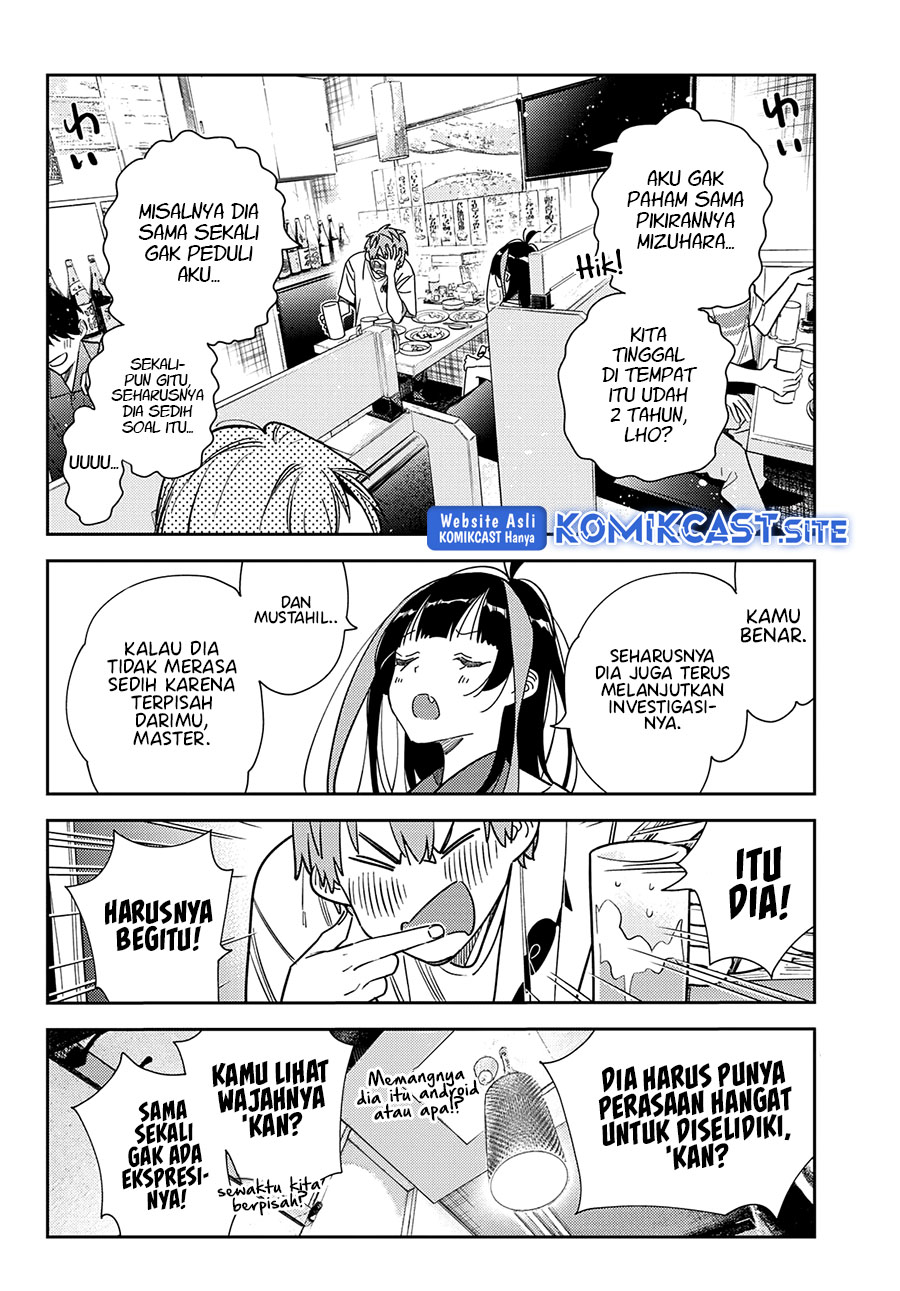 わい
わい
AKU GAK
PAHAM SAMA
PIKIRANNYA
MIZUHARA...
Hik!
KITA
TINGGAL
DI TEMPAT
ITU UDAH
2 TAHUN,
LHO?
MISALNYA DIA
SAMA SEKALI
GAK PEDULI
AKU...
SEKALI-
PUN GITU,
SEHARUSNYA
DIA SEDIH
SOAL ITU...
UUUU...
Website Asli
KOMIKCAST Hanya
KOMIKCAST.SITE
KAMU
BENAR.
SEHARUSNYA
DIA JUGA TERUS
MELANJUTKAN
INVESTIGASI-
NYA.
DAN
MUSTAHIL..
KALAU DIA
TIDAK MERASA
SEDIH KARENA
TERPISAH
DARIMU,
MASTER.
ITU
DIA!
HARUSNYA
BEGITU!
DIA HARUS PUNYA
PERASAAN HANGAT
UNTUK DISELIDIKI,
'KAN?
Memangnya
dia itu android
atau apa!?
KAMU LIHAT
WAJAHNYA
'KAN?
sewaktu kita
berpisah?
SAMA
SEKALI
GAK ADA
EKSPRESI-
NYA!